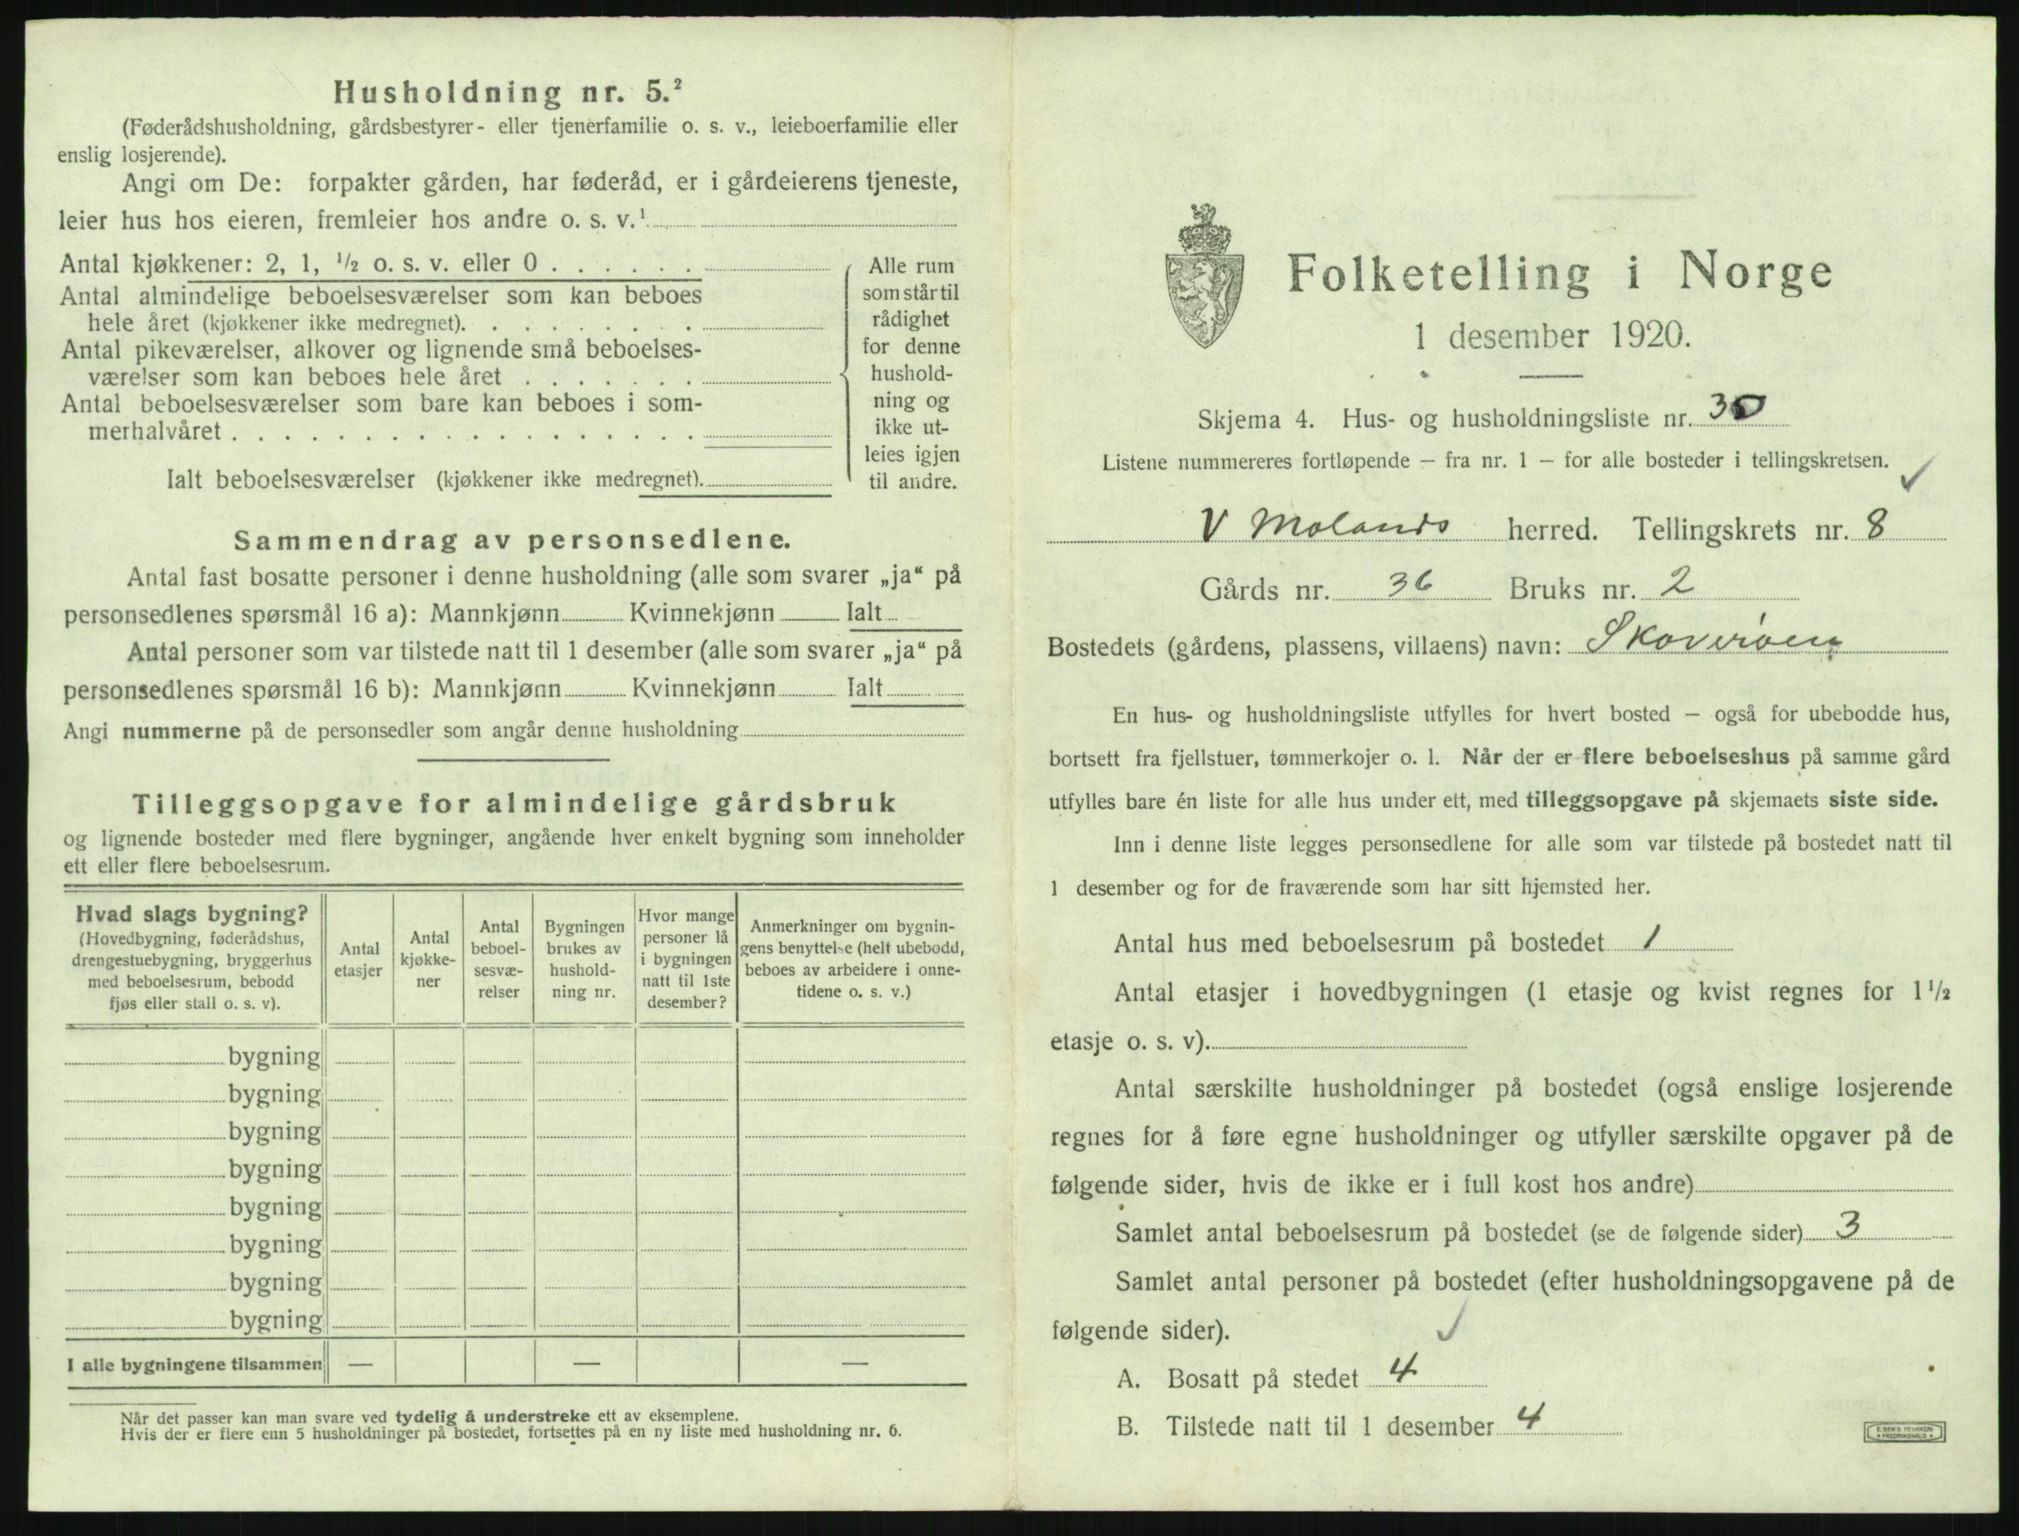 Husholdning nr. 5.²
(Føderådshusholdning, gårdsbestyrer- eller tjenerfamilie o. s. v., leieboerfamilie eller
enslig losjerende).
Angi om De: forpakter gården, har føderåd, er i gårdeierens tjeneste,
leier hus hos eieren, fremleier hos andre o. s. v.¹
Antal kjøkkener: 2, 1, ½ o. s. v. eller 0 . . . . . .
Antal almindelige beboelsesværelser som kan beboes
hele året (kjøkkener ikke medregnet). . . . . . . . .
Antal pikeværelser, alkover og lignende små beboelses-
værelser som kan beboes hele året . . . . . . .
Antal beboelsesværelser som bare kan beboes i som-
merhalvåret . . . . . . . . . . . . . . . . . .
Ialt beboelsesværelser (kjøkkener ikke medregnet).
Alle rum
som står til
rådighet
for denne
hushold-
ning og
ikke ut-
leies igjen
til andre.
Sammendrag av personsedlene.
Antal fast bosatte personer i denne husholdning (alle som svarer „ja“ på
personsedlenes spørsmål 16 a): Mannkjønn Kvinnekjønn Ialt
Antal personer som var tilstede natt til 1 desember (alle som svarer „ja“ på
personsedlenes spørsmål 16 b): Mannkjønn Kvinnekjønn Ialt
Angi nummerne på de personsedler som angår denne husholdning
Tilleggsopgave for almindelige gårdsbruk
og lignende bosteder med flere bygninger, angående hver enkelt bygning som inneholder
ett eller flere beboelsesrum.
Hvad slags bygning?
(Hovedbygning, føderådshus,
drengestuebygning, bryggerhus
med beboelsesrum, bebodd
fjøs eller stall o. s. v).
Antal
etasjer
Antal
kjøkke-
ner
Antal
beboel-
sesvæ-
relser
Bygningen
brukes av
hushold-
ning nr.
Hvor mange
personer lå
i bygningen
natt til 1ste
desember?
Anmerkninger om bygnin-
gens benyttelse (helt ubebodd,
beboes av arbeidere i onne-
tidene o. s. v.)
bygning
bygning
bygning
bygning
bygning
bygning
bygning
bygning
I alle bygningene tilsammen — — —
Når det passer kan man svare ved tydelig å understreke ett av eksemplene.
Hvis der er flere enn 5 husholdninger på bostedet, fortsettes på en ny liste med husholdning nr. 6.
Folketelling i Norge
1 desember 1920.
Skjema 4. Hus- og husholdningsliste nr. 30
Listene nummereres fortløpende — fra nr. 1 — for alle bosteder i tellingskretsen.
V Molands herred. Tellingskrets nr. 8
Gårds nr. 36 Bruks nr. 2
Bostedets (gårdens, plassens, villaens) navn:
En hus- og husholdningsliste utfylles for hvert bosted — også for ubebodde hus,
bortsett fra fjellstuer, tømmerkojer o. l. Når der er flere beboelseshus på samme gård
utfylles bare én liste for alle hus under ett, med tilleggsopgave på skjemaets siste side.
Inn i denne liste legges personsedlene for alle som var tilstede på bostedet natt til
1 desember og for de fraværende som har sitt hjemsted her.
Antal hus med beboelsesrum på bostedet 1
Antal etasjer i hovedbygningen (1 etasje og kvist regnes for 1½
etasje o. s. v).
Antal særskilte husholdninger på bostedet (også enslige losjerende
regnes for å føre egne husholdninger og utfyller særskilte opgaver på de
følgende sider, hvis de ikke er i full kost hos andre)
Samlet antal beboelsesrum på bostedet (se de følgende sider) 3
Samlet antal personer på bostedet (efter husholdningsopgavene på de
følgende sider).
A. Bosatt på stedet 4
B. Tilstede natt til 1 desember 4